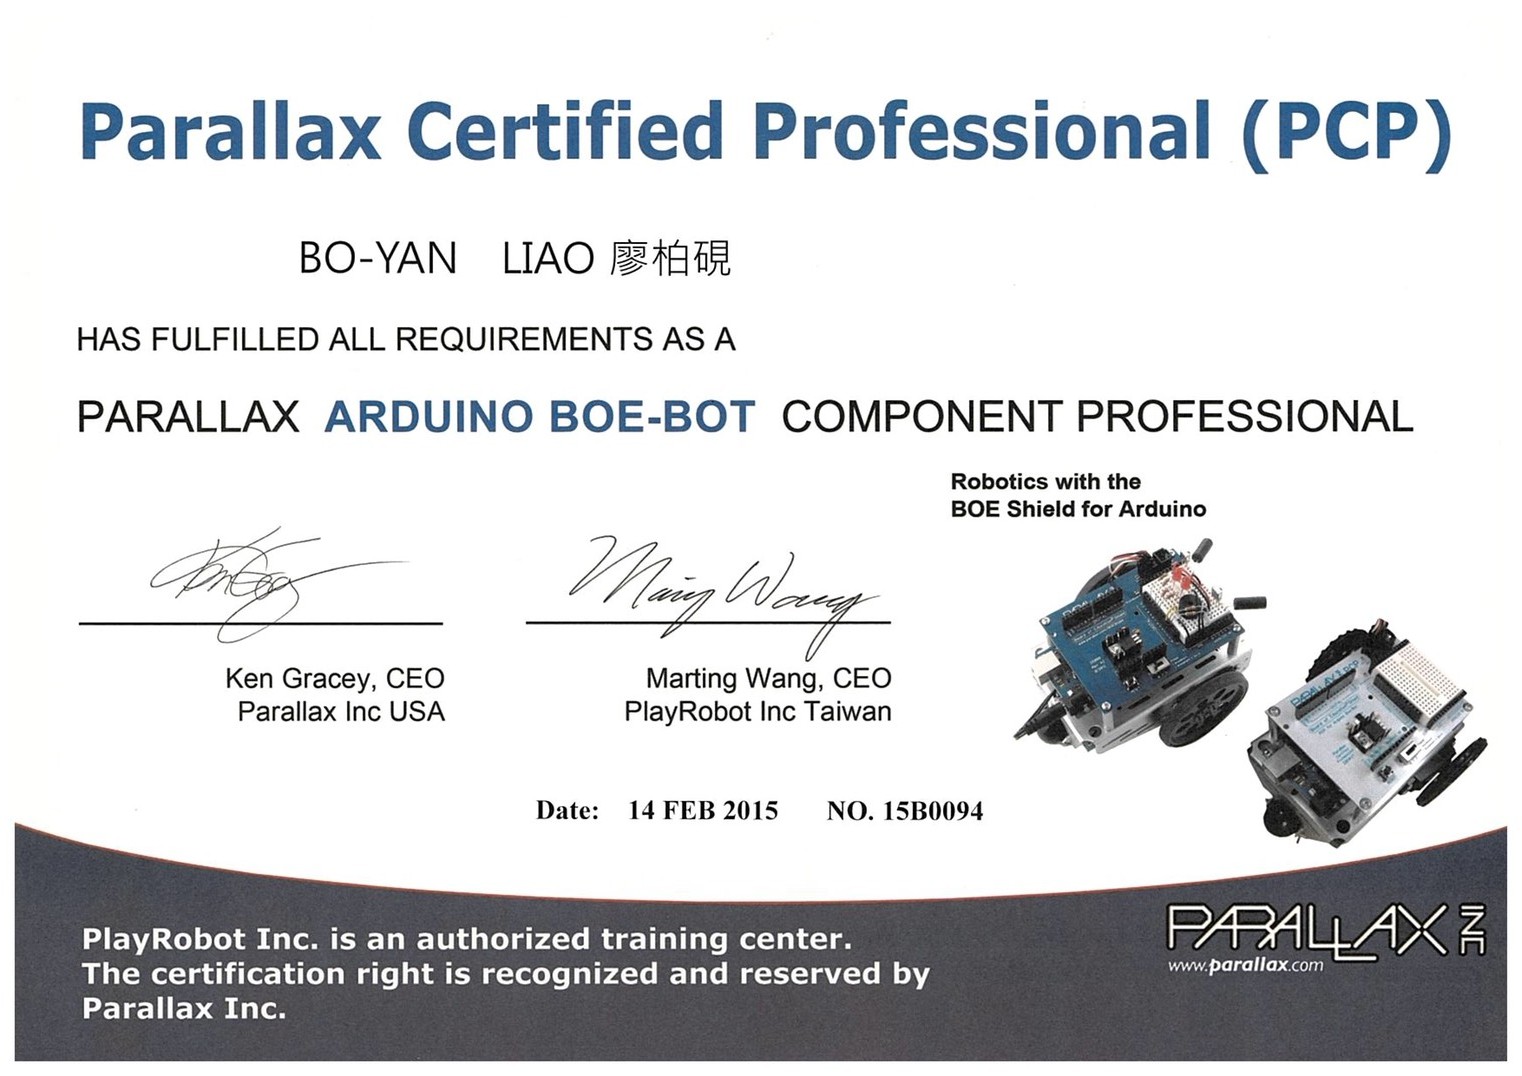 Parallax Certified Professional (PCP)
BO-YAN LIAO 廖柏硯
HAS FULFILLED ALL REQUIREMENTS AS A
PARALLAX ARDUINO BOE-BOT COMPONENT PROFESSIONAL
Robotics with the
BOE Shield for Arduino
Ken Gracey, CEO
Parallax Inc USA
Marting Wang, CEO
PlayRobot Inc Taiwan
Date: 14 FEB 2015 NO. 15B0094
PlayRobot Inc. is an authorized training center.
The certification right is recognized and reserved by
Parallax Inc.
PARALLAX INC
www.parallax.com